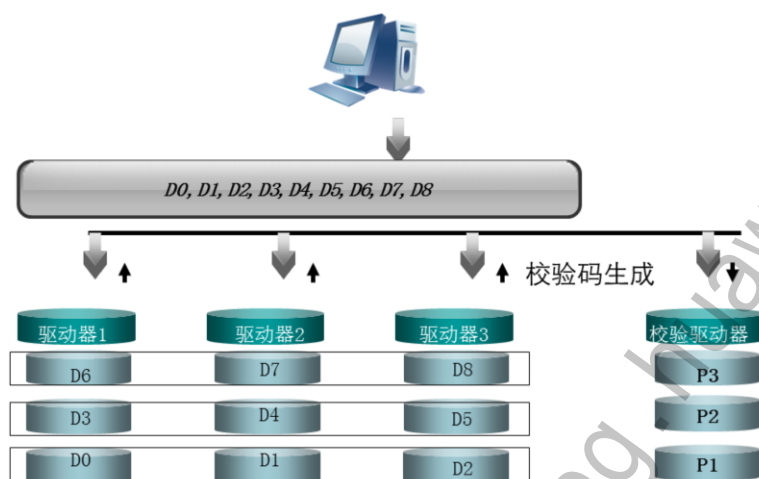 D0, D1, D2, D3, D4, D5, D6, D7, D8
校验码生成
驱动器1 驱动器2 驱动器3 校验驱动器
D6 D7 D8 P3
D3 D4 D5 P2
D0 D1 D2 P1